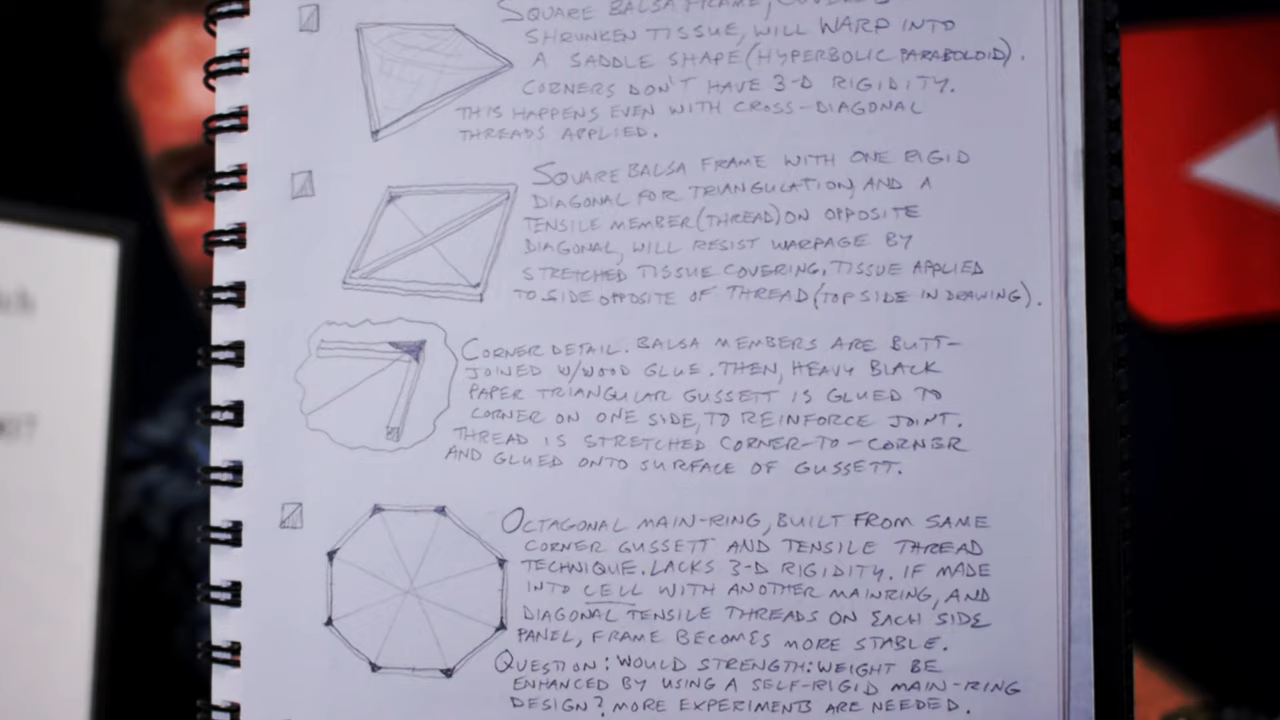 SQUARE BALSA FRAME, COVERED
SHRUNKEN TISSUE, WILL WARP INTO
A SADDLE SHAPE (HYPERBOLIC PARABOLOID).
CORNERS DON'T HAVE 3-D RIGIDITY.
THIS HAPPENS EVEN WITH CROSS-DIAGONAL
THREADS APPLIED.
SQUARE BALSA FRAME WITH ONE RIGID
DIAGONAL FOR TRIANGULATION, AND A
TENSILE MEMBER (THREAD) ON OPPOSITE
DIAGONAL, WILL RESIST WARPAGE BY
STRETCHED TISSUE COVERING. TISSUE APPLIED
TO SIDE OPPOSITE OF THREAD (TOP SIDE IN DRAWING).
CORNER DETAIL. BALSA MEMBERS ARE BUTT-
JOINED W/WOOD GLUE. THEN, HEAVY BLACK
PAPER TRIANGULAR GUSSETT IS GLUED TO
CORNER ON ONE SIDE, TO REINFORCE JOINT.
THREAD IS STRETCHED CORNER-TO-CORNER
AND GLUED ONTO SURFACE OF GUSSETT.
OCTAGONAL MAIN-RING, BUILT FROM SAME
CORNER GUSSETT AND TENSILE THREAD
TECHNIQUE. LACKS 3-D RIGIDITY. IF MADE
INTO CELL WITH ANOTHER MAINRING, AND
DIAGONAL TENSILE THREADS ON EACH SIDE
PANEL, FRAME BECOMES MORE STABLE.
QUESTION: WOULD STRENGTH:WEIGHT BE
ENHANCED BY USING A SELF-RIGID MAIN-RING
DESIGN? MORE EXPERIMENTS ARE NEEDED.